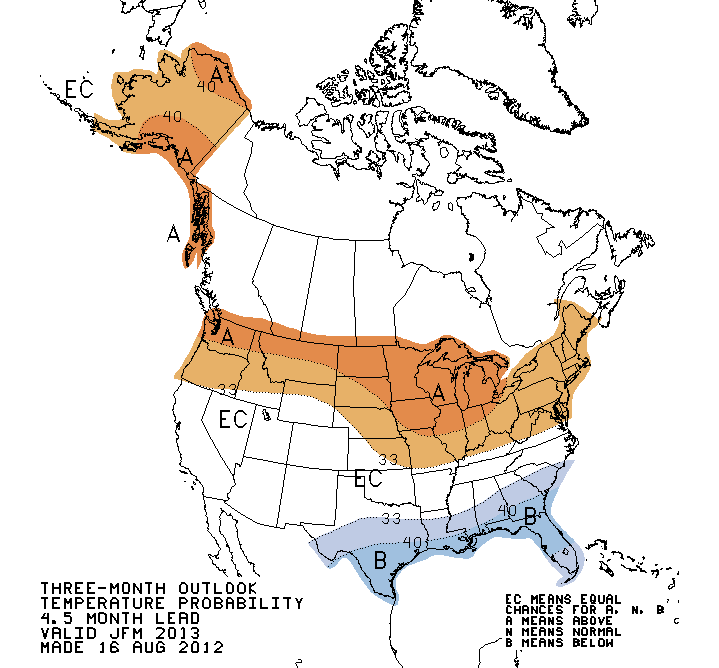 EC
A
40
40
A
A
A
A
33
EC
33
EC
33
40
B
40
B
THREE-MONTH OUTLOOK
TEMPERATURE PROBABILITY
4.5 MONTH LEAD
VALID JFM 2013
MADE 16 AUG 2012
EC MEANS EQUAL
CHANCES FOR A, N, B
A MEANS ABOVE
N MEANS NORMAL
B MEANS BELOW